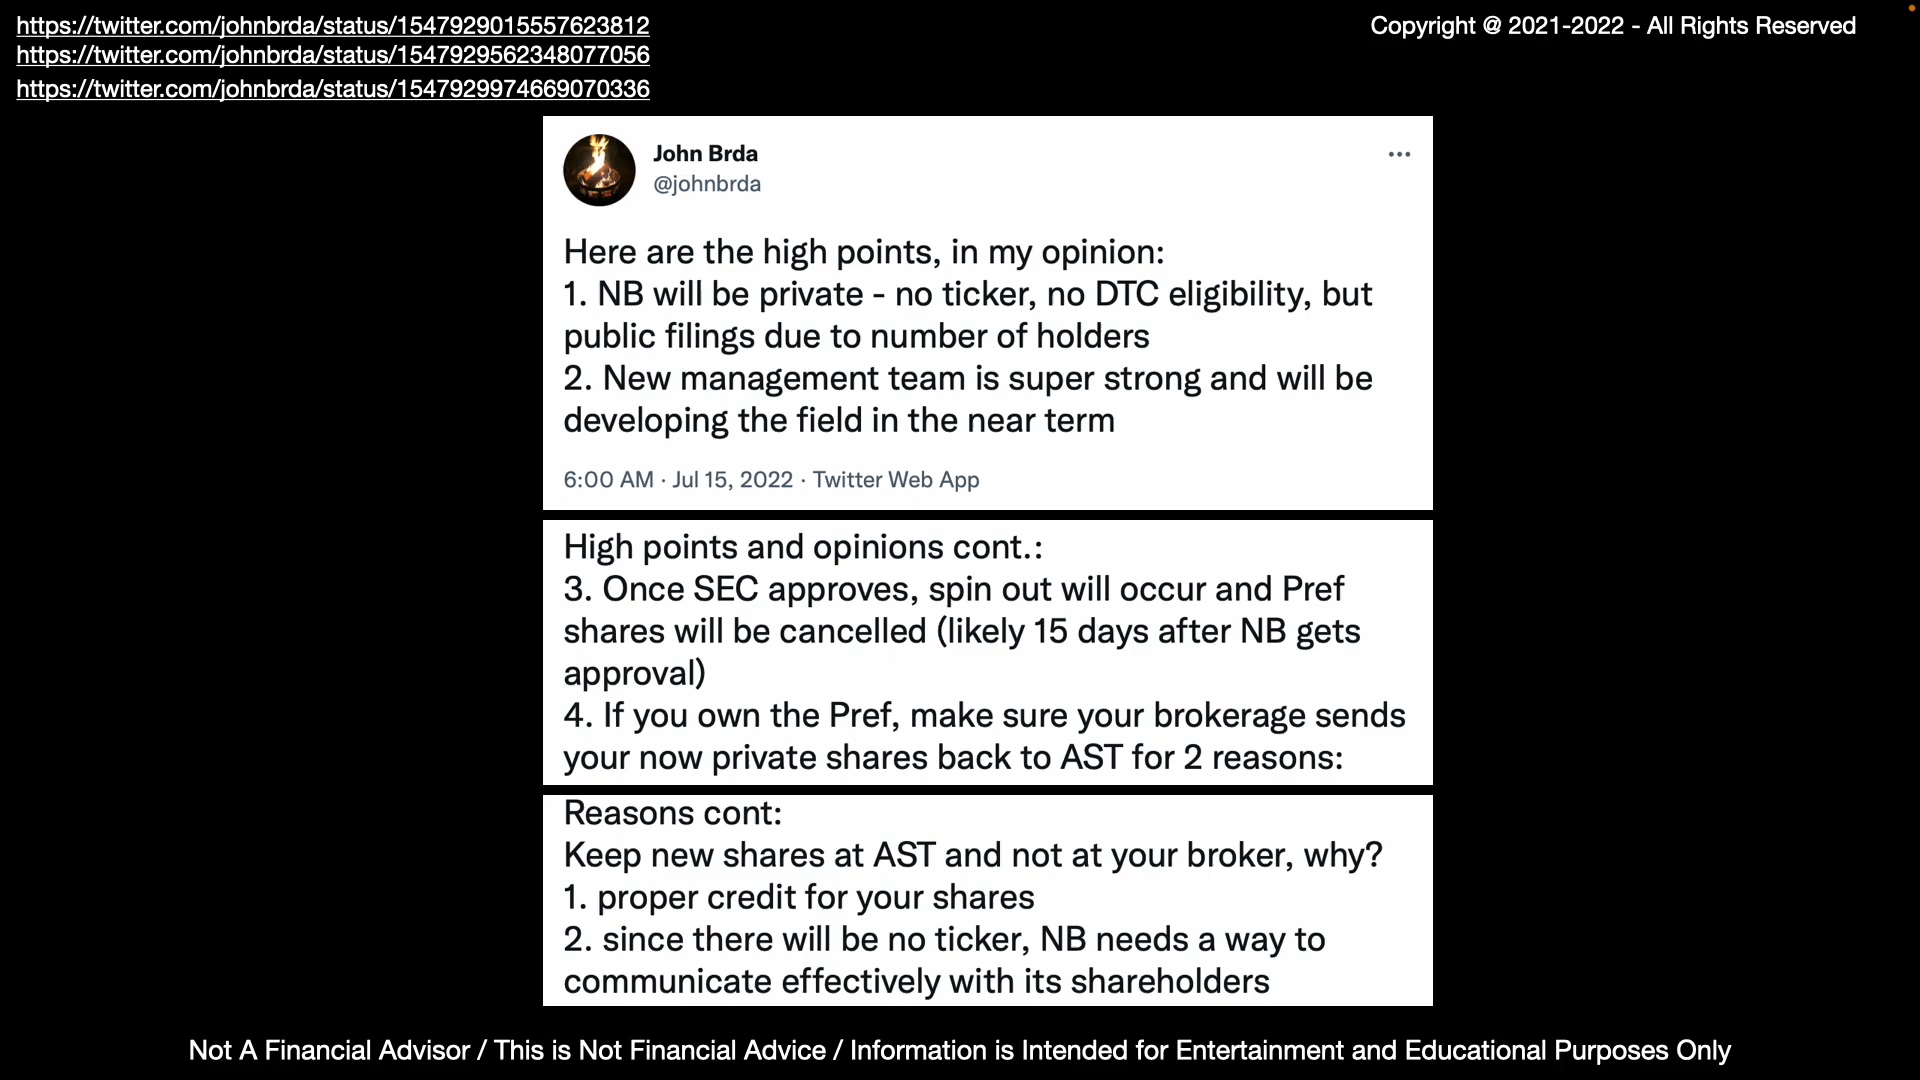 https://twitter.com/johnbrda/status/1547929015557623812
https://twitter.com/johnbrda/status/1547929562348077056
https://twitter.com/johnbrda/status/1547929974669070336
Copyright @ 2021-2022 - All Rights Reserved
John Brda
@johnbrda
Here are the high points, in my opinion:
1. NB will be private - no ticker, no DTC eligibility, but
public filings due to number of holders
2. New management team is super strong and will be
developing the field in the near term
6:00 AM · Jul 15, 2022 · Twitter Web App
High points and opinions cont.:
3. Once SEC approves, spin out will occur and Pref
shares will be cancelled (likely 15 days after NB gets
approval)
4. If you own the Pref, make sure your brokerage sends
your now private shares back to AST for 2 reasons:
Reasons cont:
Keep new shares at AST and not at your broker, why?
1. proper credit for your shares
2. since there will be no ticker, NB needs a way to
communicate effectively with its shareholders
Not A Financial Advisor / This is Not Financial Advice / Information is Intended for Entertainment and Educational Purposes Only